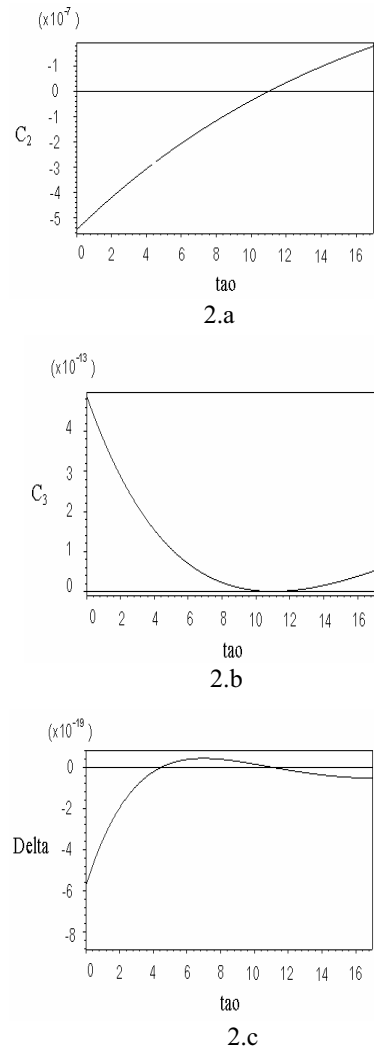 (x10⁻⁷)
-1
0
-1
-2
-3
-4
-5
C₂
0 2 4 6 8 10 12 14 16
tao
2.a
(x10⁻¹³)
4
3
2
1
0
C₃
0 2 4 6 8 10 12 14 16
tao
2.b
(x10⁻¹⁹)
0
-2
-4
-6
-8
Delta
0 2 4 6 8 10 12 14 16
tao
2.c